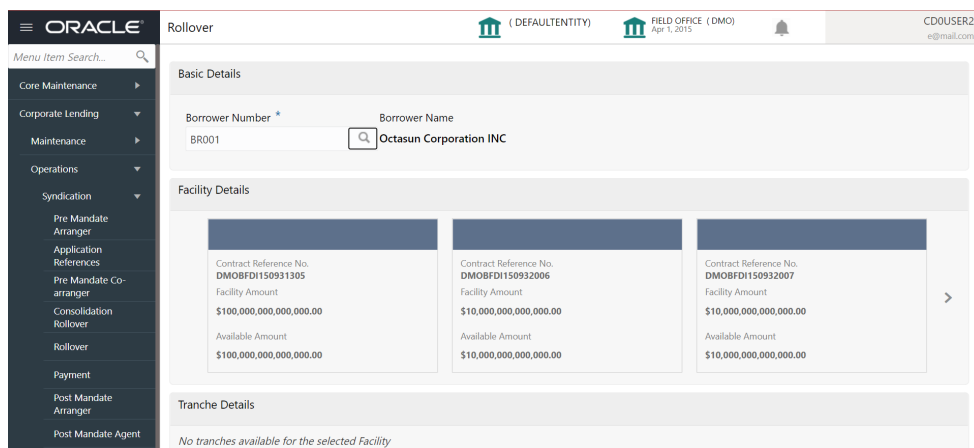 ORACLE
Rollover
( DEFAULTENTITY)
FIELD OFFICE ( DMO)
Apr 1, 2015
CD0USER2
e@mail.com
Menu Item Search...
Core Maintenance
Corporate Lending
Maintenance
Operations
Syndication
Pre Mandate
Arranger
Application
References
Pre Mandate Co-
arranger
Consolidation
Rollover
Rollover
Payment
Post Mandate
Arranger
Post Mandate Agent
Basic Details
Borrower Number *
Borrower Name
BR001
Octasun Corporation INC
Facility Details
Contract Reference No.
DMOBFDI150931305
Facility Amount
$100,000,000,000,000.00
Available Amount
$100,000,000,000,000.00
Contract Reference No.
DMOBFDI150932006
Facility Amount
$10,000,000,000,000.00
Available Amount
$10,000,000,000,000.00
Contract Reference No.
DMOBFDI150932007
Facility Amount
$10,000,000,000,000.00
Available Amount
$10,000,000,000,000.00
Tranche Details
No tranches available for the selected Facility